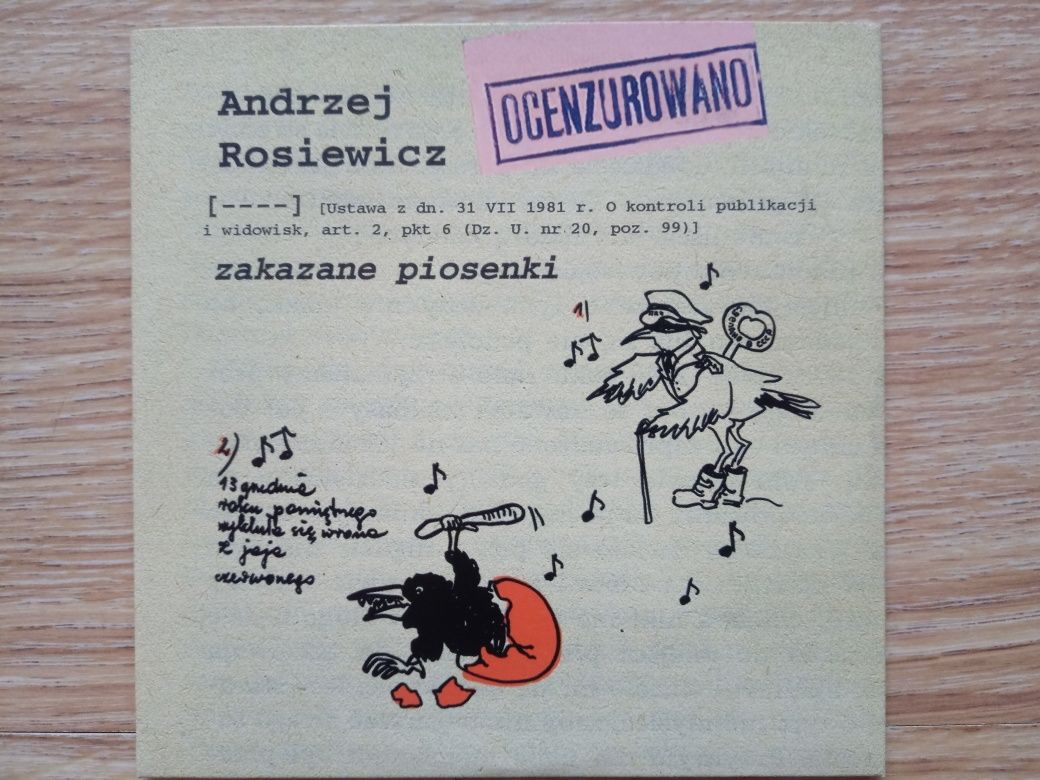 Andrzej
Rosiewicz
OCENZUROWANO
[----] [Ustawa z dn. 31 VII 1981 r. O kontroli publikacji
i widowisk, art. 2, pkt 6 (Dz. U. nr 20, poz. 99)]
zakazane piosenki
1)
2)
13 grudnia
roku pamiętnego
wykluła się wrona
z jaja
czerwonego